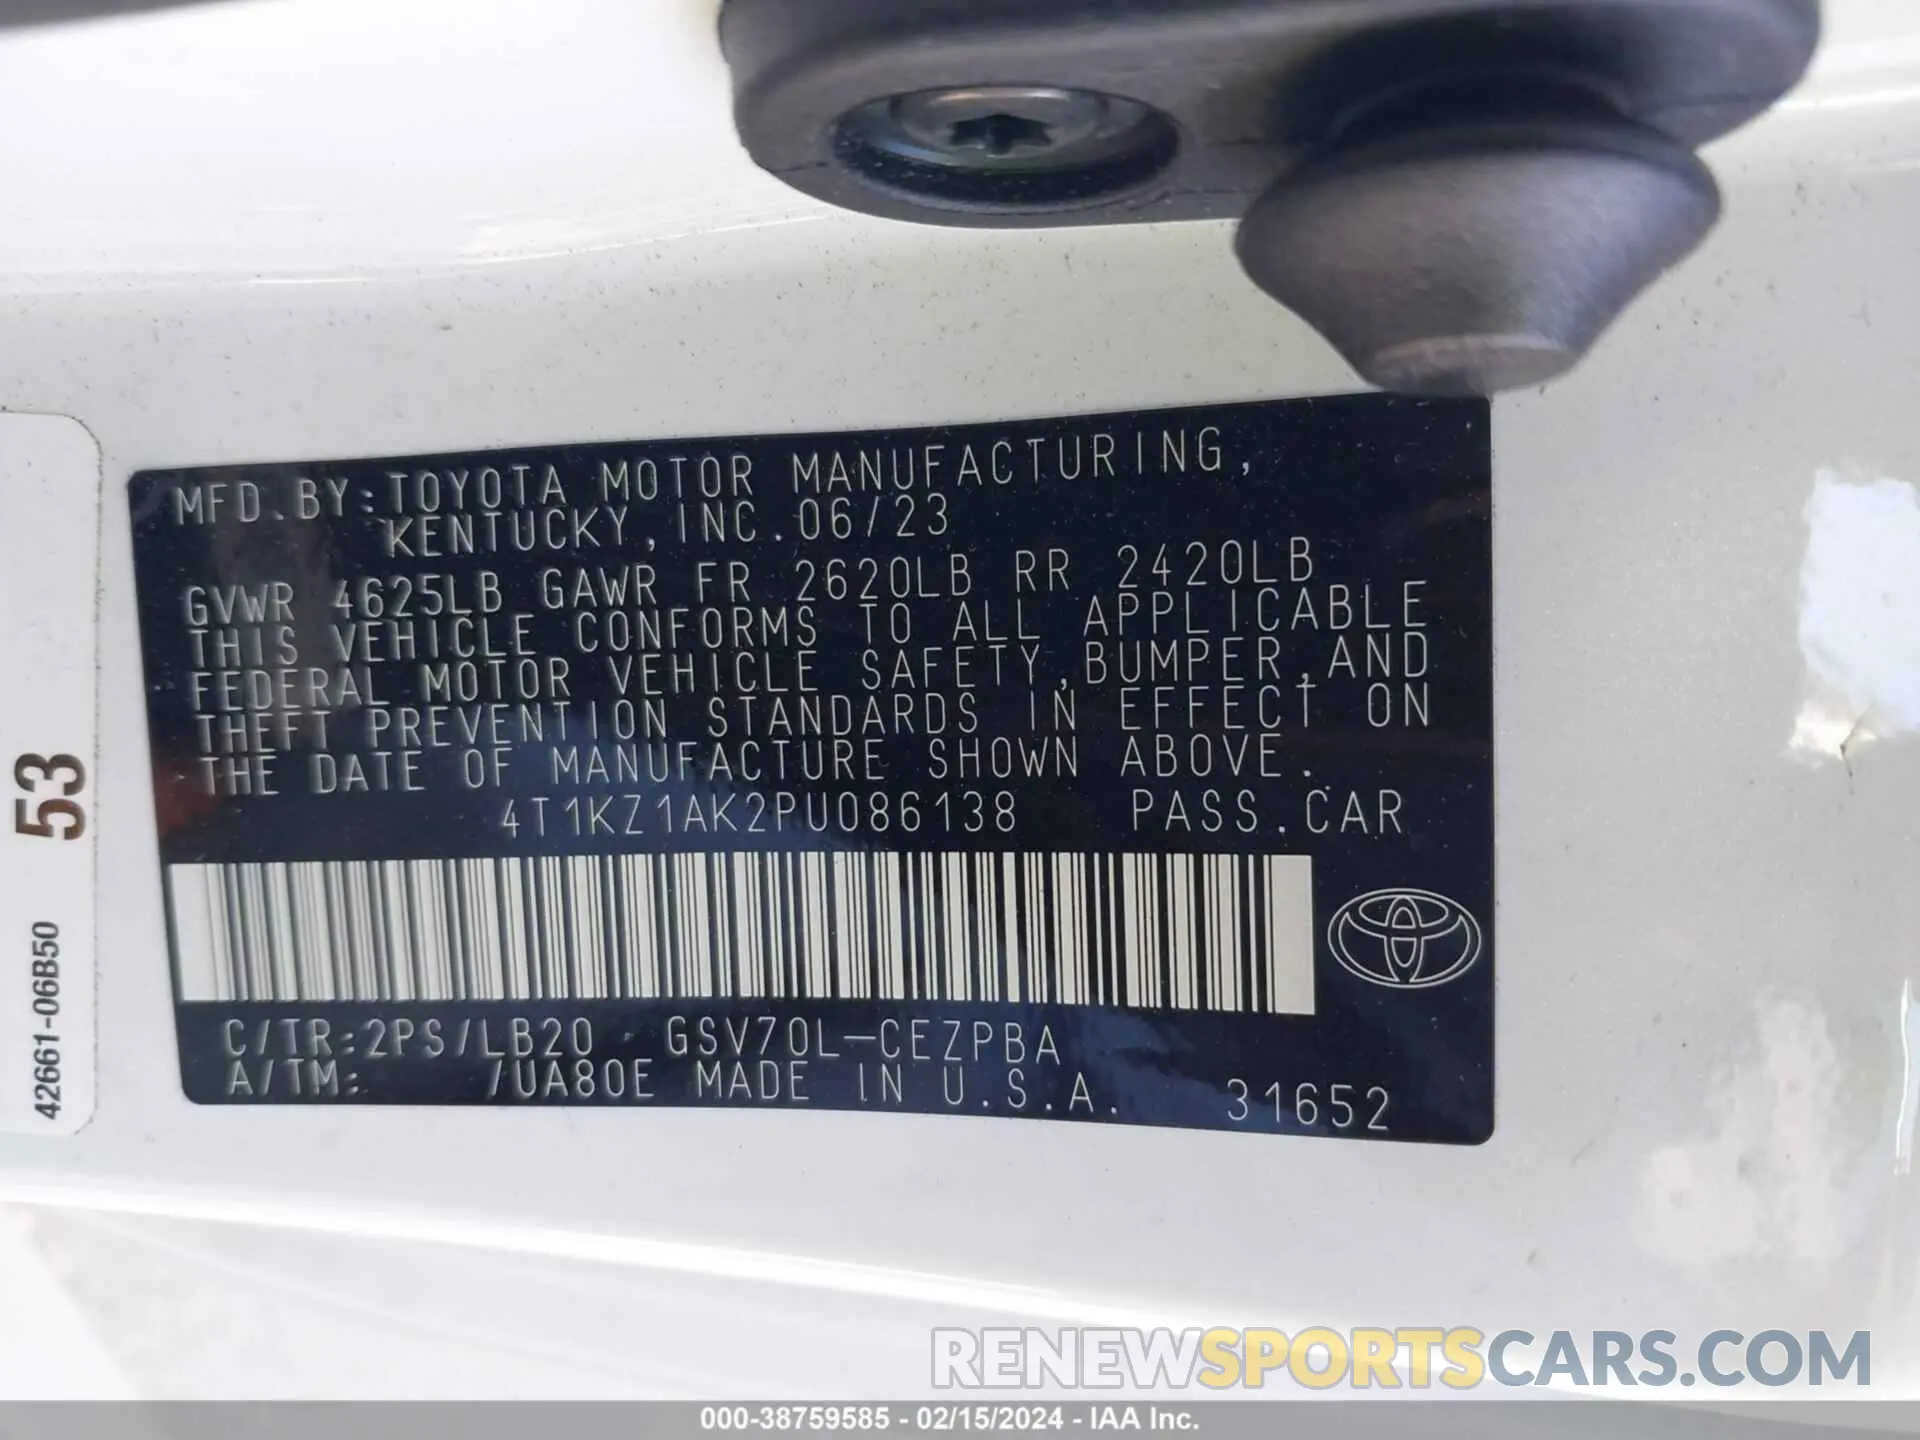 MFD.BY:TOYOTA MOTOR MANUFACTURING,
KENTUCKY, INC. 06/23
GVWR 4625LB GAWR FR 2620LB RR 2420LB
THIS VEHICLE CONFORMS TO ALL APPLICABLE
FEDERAL MOTOR VEHICLE SAFETY,BUMPER,AND
THEFT PREVENTION STANDARDS IN EFFECT ON
THE DATE OF MANUFACTURE SHOWN ABOVE.
4T1KZ1AK2PU086138 PASS.CAR
C/TR:2PS/LB20 GSV70L-CEZPBA
A/TM: /UA80E MADE IN U.S.A. 31652
53
42661-06B50
RENEWSPORTSCARS.COM
000-38759585 - 02/15/2024 - IAA Inc.